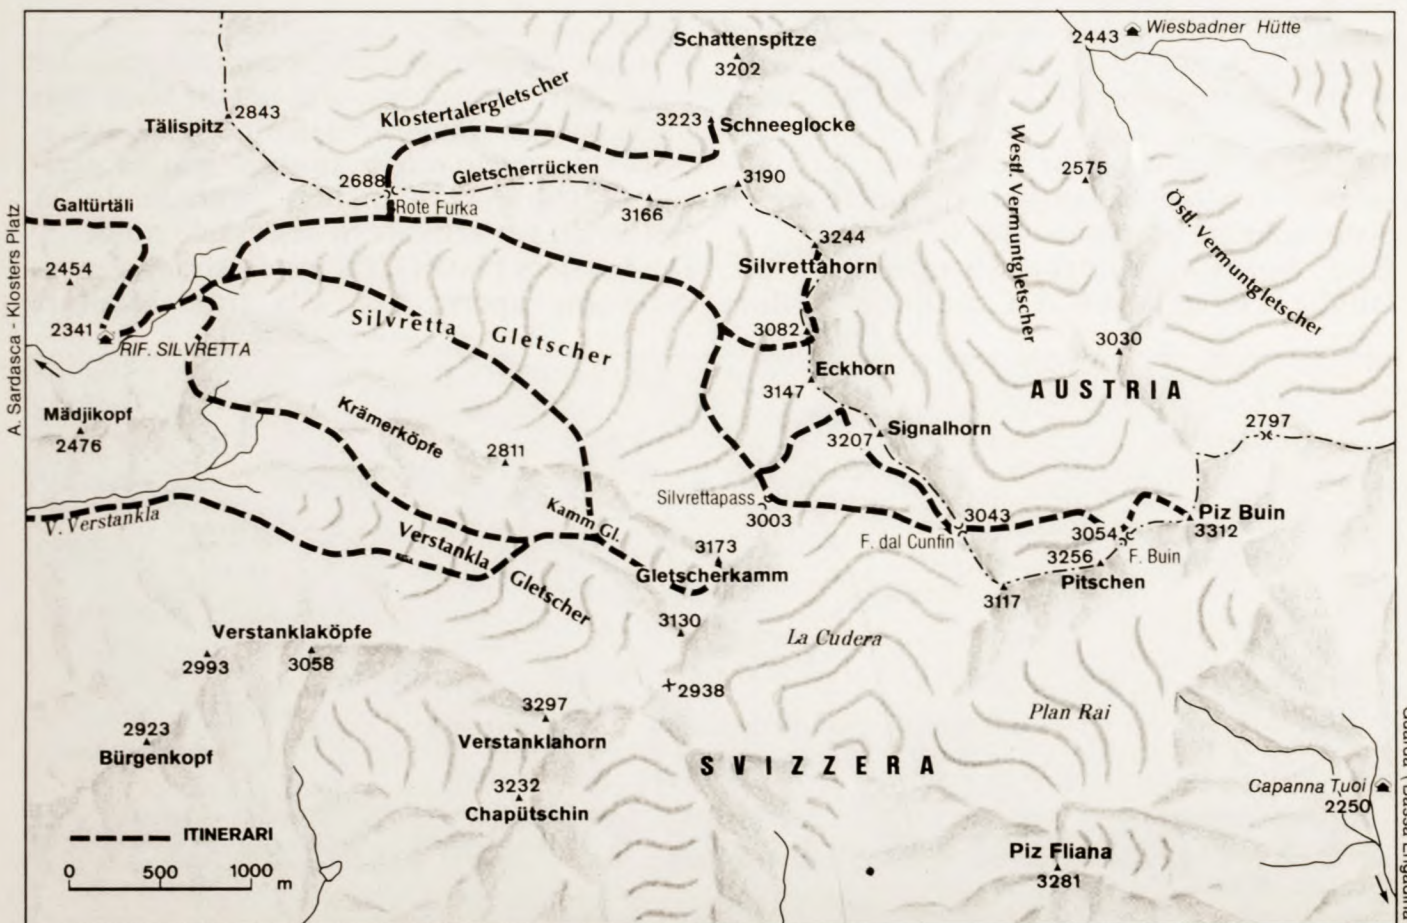 Schattenspitze
3202
2443
Wiesbadner Hütte
Tälispitz
2843
Klostertalergletscher
3223
Schneeglocke
Westl. Vermuntgletscher
2575
Östl. Vermuntgletscher
2688
Gletscherrücken
3190
Rote Furka
3166
Galtürtäli
2454
3244
Silvrettahorn
A. Sardasca - Klosters Platz
2341
RIF. SILVRETTA
Silvretta Gletscher
3082
3030
Eckhorn
3147
AUSTRIA
Mädjikopf
2476
Krämerköpfe
2811
3207
Signalhorn
2797
Silvrettapass
3003
V. Verstankla
Kamm Gl.
Verstankla Gletscher
3043
F. dal Cunfin
3054
F. Buin
Piz Buin
3312
3173
Gletscherkamm
3256
Pitschen
3117
3130
La Cudera
Verstanklaköpfe
2993
3058
2938
Plan Rai
3297
Verstanklahorn
2923
Bürgenkopf
SVIZZERA
3232
Chapütschin
Capanna Tuoi
2250
ITINERARI
0 500 1000 m
Piz Fliana
3281